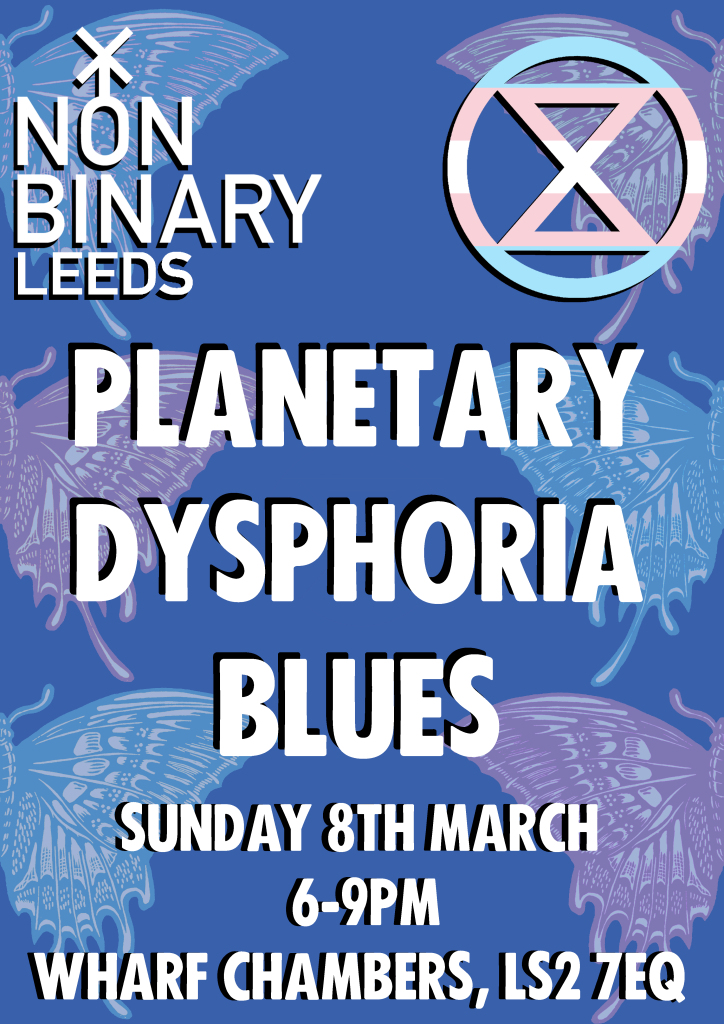 NON
BINARY
LEEDS
PLANETARY
DYSPHORIA
BLUES
SUNDAY 8TH MARCH
6-9PM
WHARF CHAMBERS, LS2 7EQ